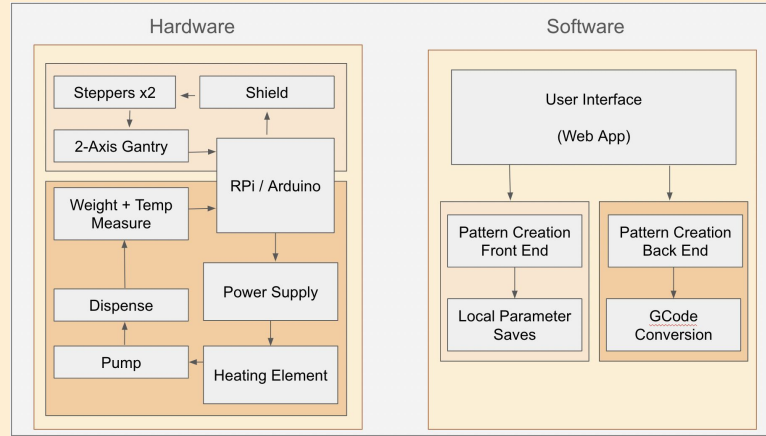 Hardware
Steppers x2
Shield
2-Axis Gantry
RPi / Arduino
Weight + Temp
Measure
Power Supply
Dispense
Pump
Heating Element
Software
User Interface
(Web App)
Pattern Creation
Front End
Pattern Creation
Back End
Local Parameter
Saves
GCode
Conversion